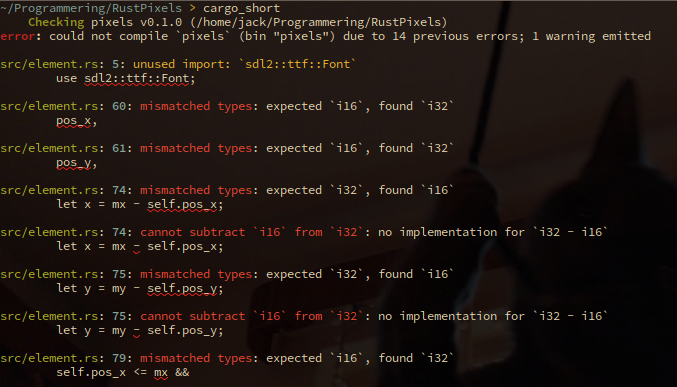 ~/Programmering/RustPixels > cargo_short
Checking pixels v0.1.0 (/home/jack/Programmering/RustPixels)
error: could not compile `pixels` (bin "pixels") due to 14 previous errors; 1 warning emitted
src/element.rs: 5: unused import: `sdl2::ttf::Font`
use sdl2::ttf::Font;
src/element.rs: 60: mismatched types: expected `i16`, found `i32`
pos_x,
src/element.rs: 61: mismatched types: expected `i16`, found `i32`
pos_y,
src/element.rs: 74: mismatched types: expected `i32`, found `i16`
let x = mx - self.pos_x;
src/element.rs: 74: cannot subtract `i16` from `i32`: no implementation for `i32 - i16`
let x = mx - self.pos_x;
src/element.rs: 75: mismatched types: expected `i32`, found `i16`
let y = my - self.pos_y;
src/element.rs: 75: cannot subtract `i16` from `i32`: no implementation for `i32 - i16`
let y = my - self.pos_y;
src/element.rs: 79: mismatched types: expected `i16`, found `i32`
self.pos_x <= mx &&